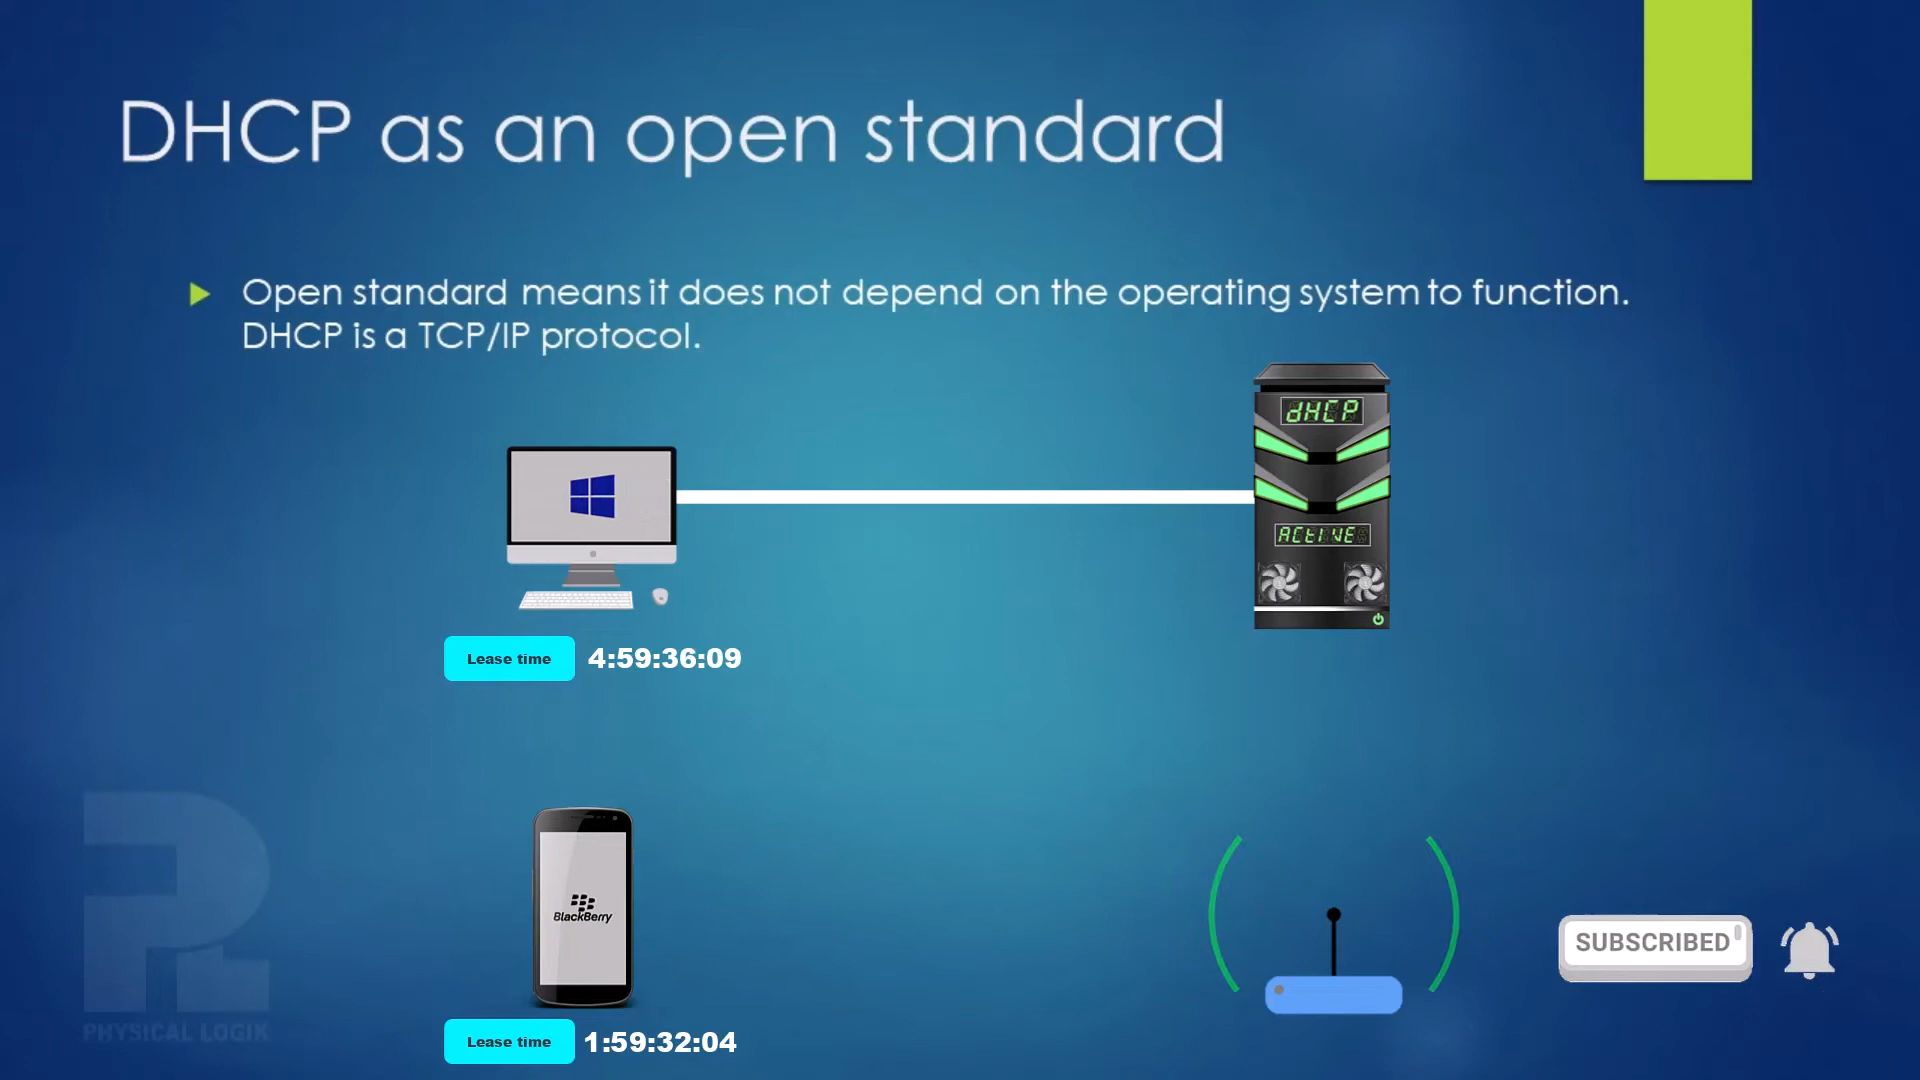 DHCP as an open standard
Open standard means it does not depend on the operating system to function.
DHCP is a TCP/IP protocol.
dHCP
ACtIVE
Lease time 4:59:36:09
BlackBerry
SUBSCRIBED
PHYSICAL LOGIK
Lease time 1:59:32:04